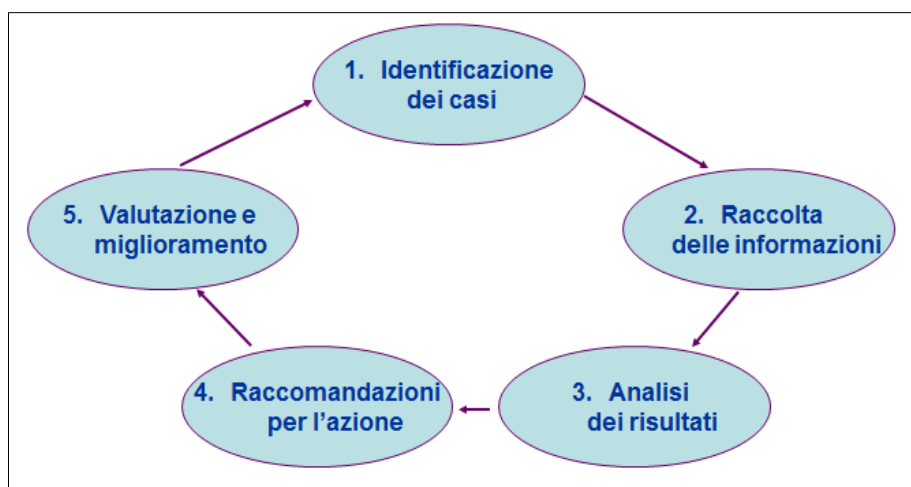 1. Identificazione
dei casi
2. Raccolta
delle informazioni
3. Analisi
dei risultati
4. Raccomandazioni
per l'azione
5. Valutazione e
miglioramento